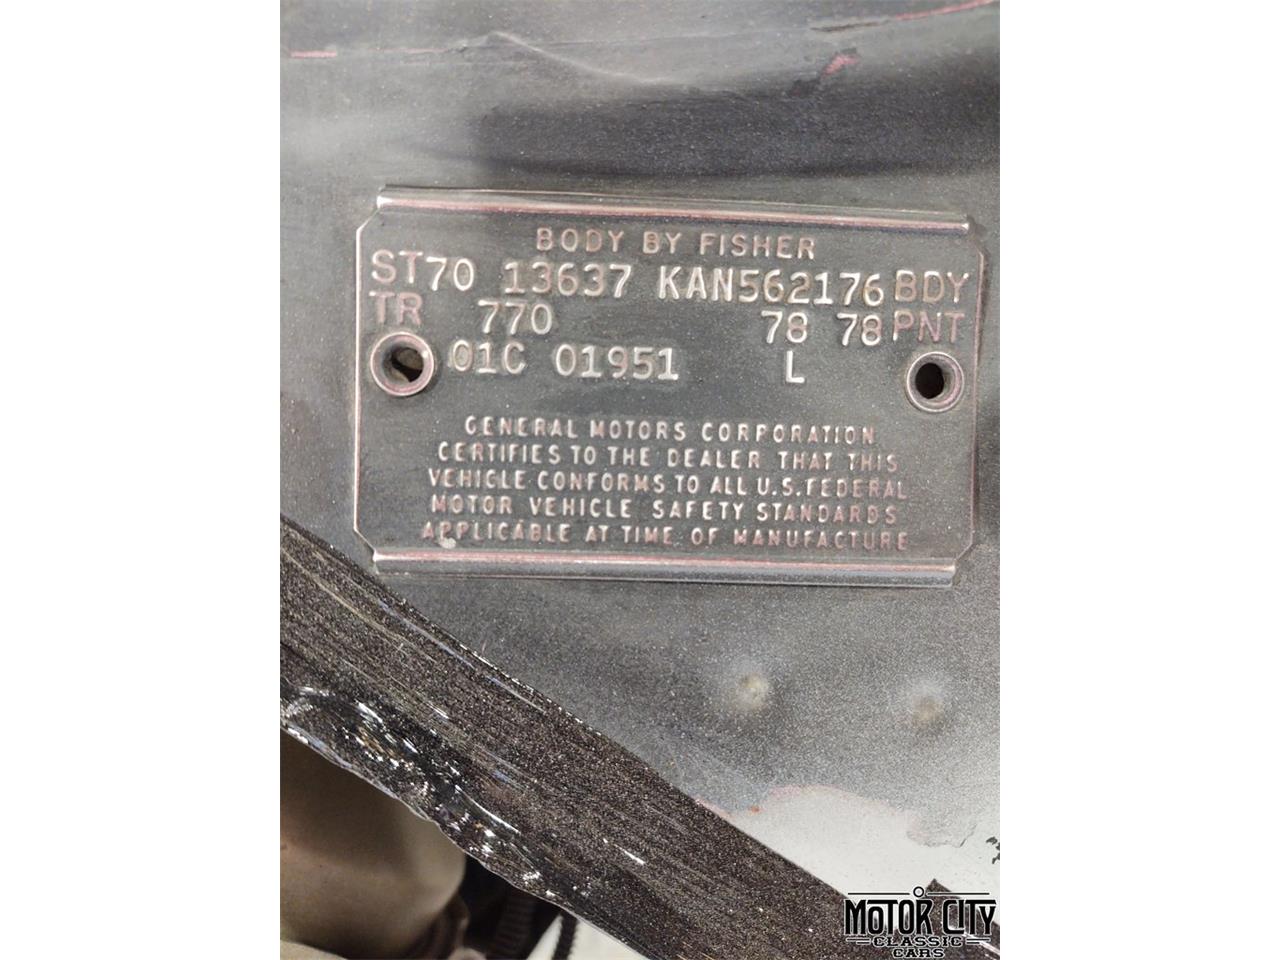 BODY BY FISHER
ST70 13637 KAN562176 BDY
TR 770 78 78 PNT
01C 01951 L
GENERAL MOTORS CORPORATION
CERTIFIES TO THE DEALER THAT THIS
VEHICLE CONFORMS TO ALL U.S. FEDERAL
MOTOR VEHICLE SAFETY STANDARDS
APPLICABLE AT TIME OF MANUFACTURE
MOTOR CITY
CLASSIC
CARS